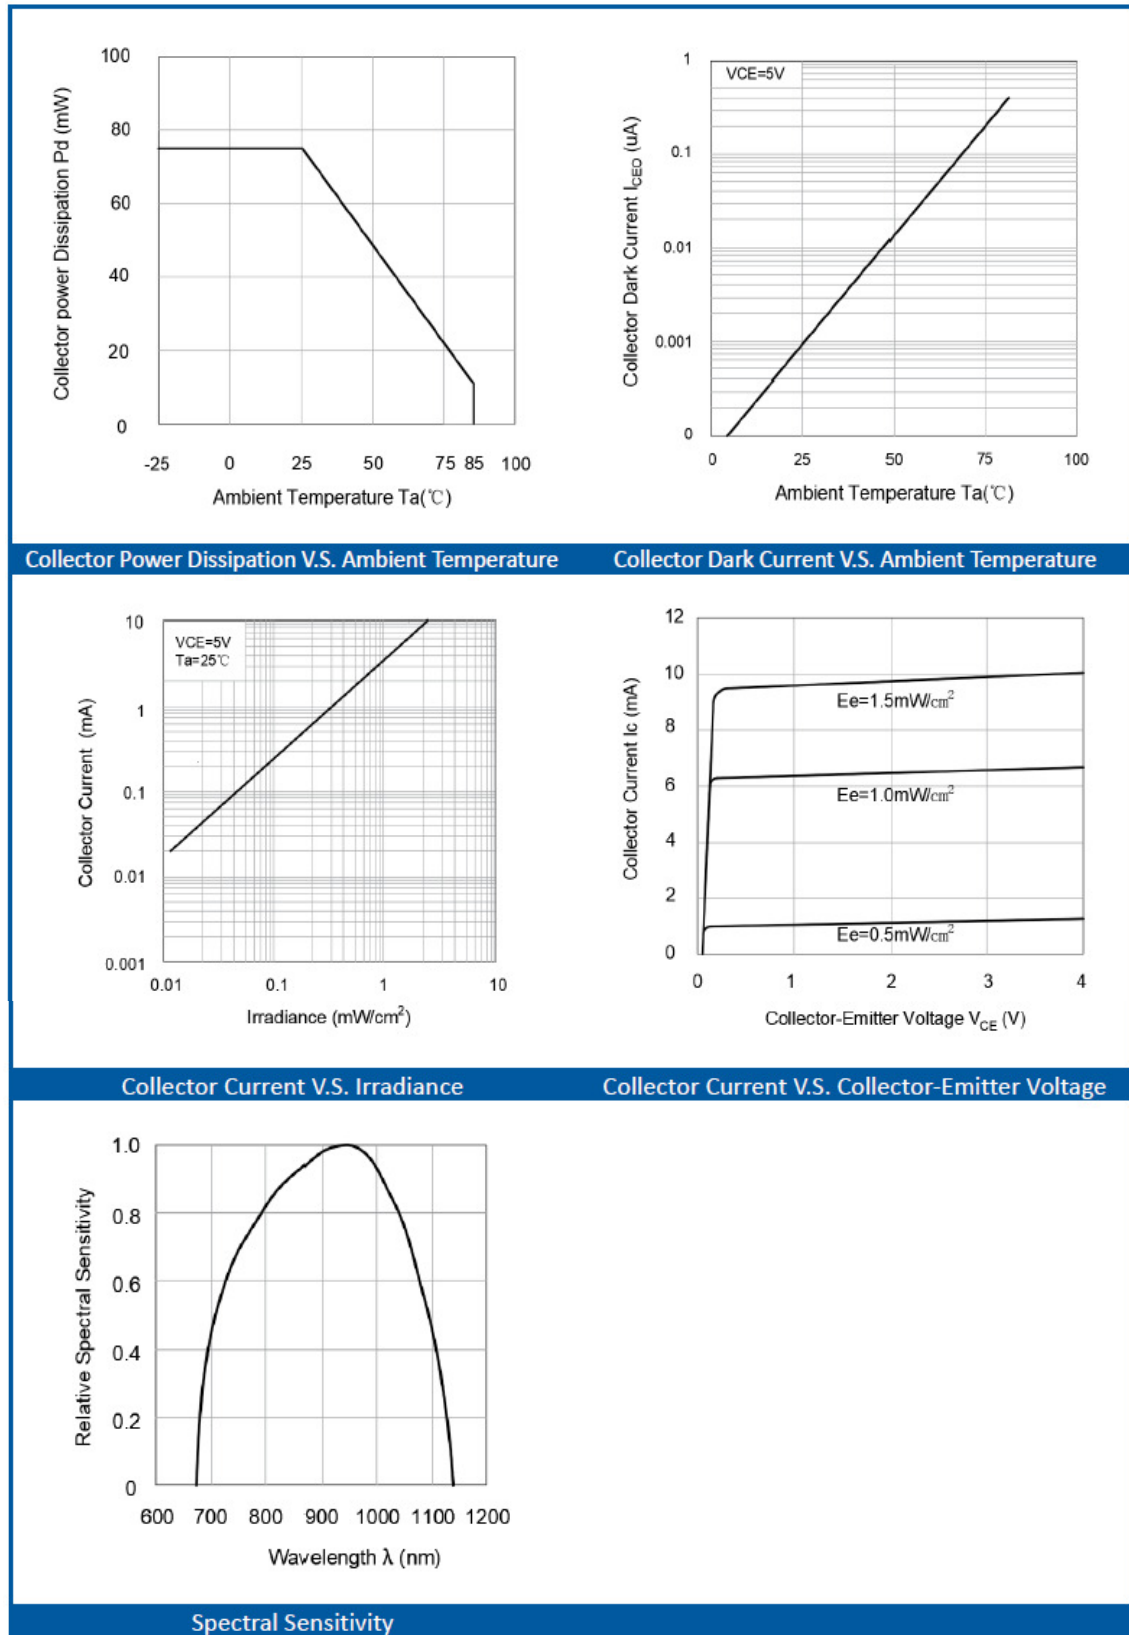 100
80
60
40
20
0
-25 0 25 50 75 85 100
Collector power Dissipation Pd (mW)
Ambient Temperature Ta(℃)
VCE=5V
1
0.1
0.01
0.001
0
0 25 50 75 100
Collector Dark Current I_CEO (uA)
Ambient Temperature Ta(℃)
Collector Power Dissipation V.S. Ambient Temperature
Collector Dark Current V.S. Ambient Temperature
VCE=5V
Ta=25℃
10
1
0.1
0.01
0.001
0.01 0.1 1 10
Collector Current (mA)
Irradiance (mW/cm²)
12
10
8
6
4
2
0
Ee=1.5mW/cm²
Ee=1.0mW/cm²
Ee=0.5mW/cm²
0 1 2 3 4
Collector Current Ic (mA)
Collector-Emitter Voltage V_CE (V)
Collector Current V.S. Irradiance
Collector Current V.S. Collector-Emitter Voltage
1.0
0.8
0.6
0.4
0.2
0
600 700 800 900 1000 1100 1200
Relative Spectral Sensitivity
Wavelength λ (nm)
Spectral Sensitivity